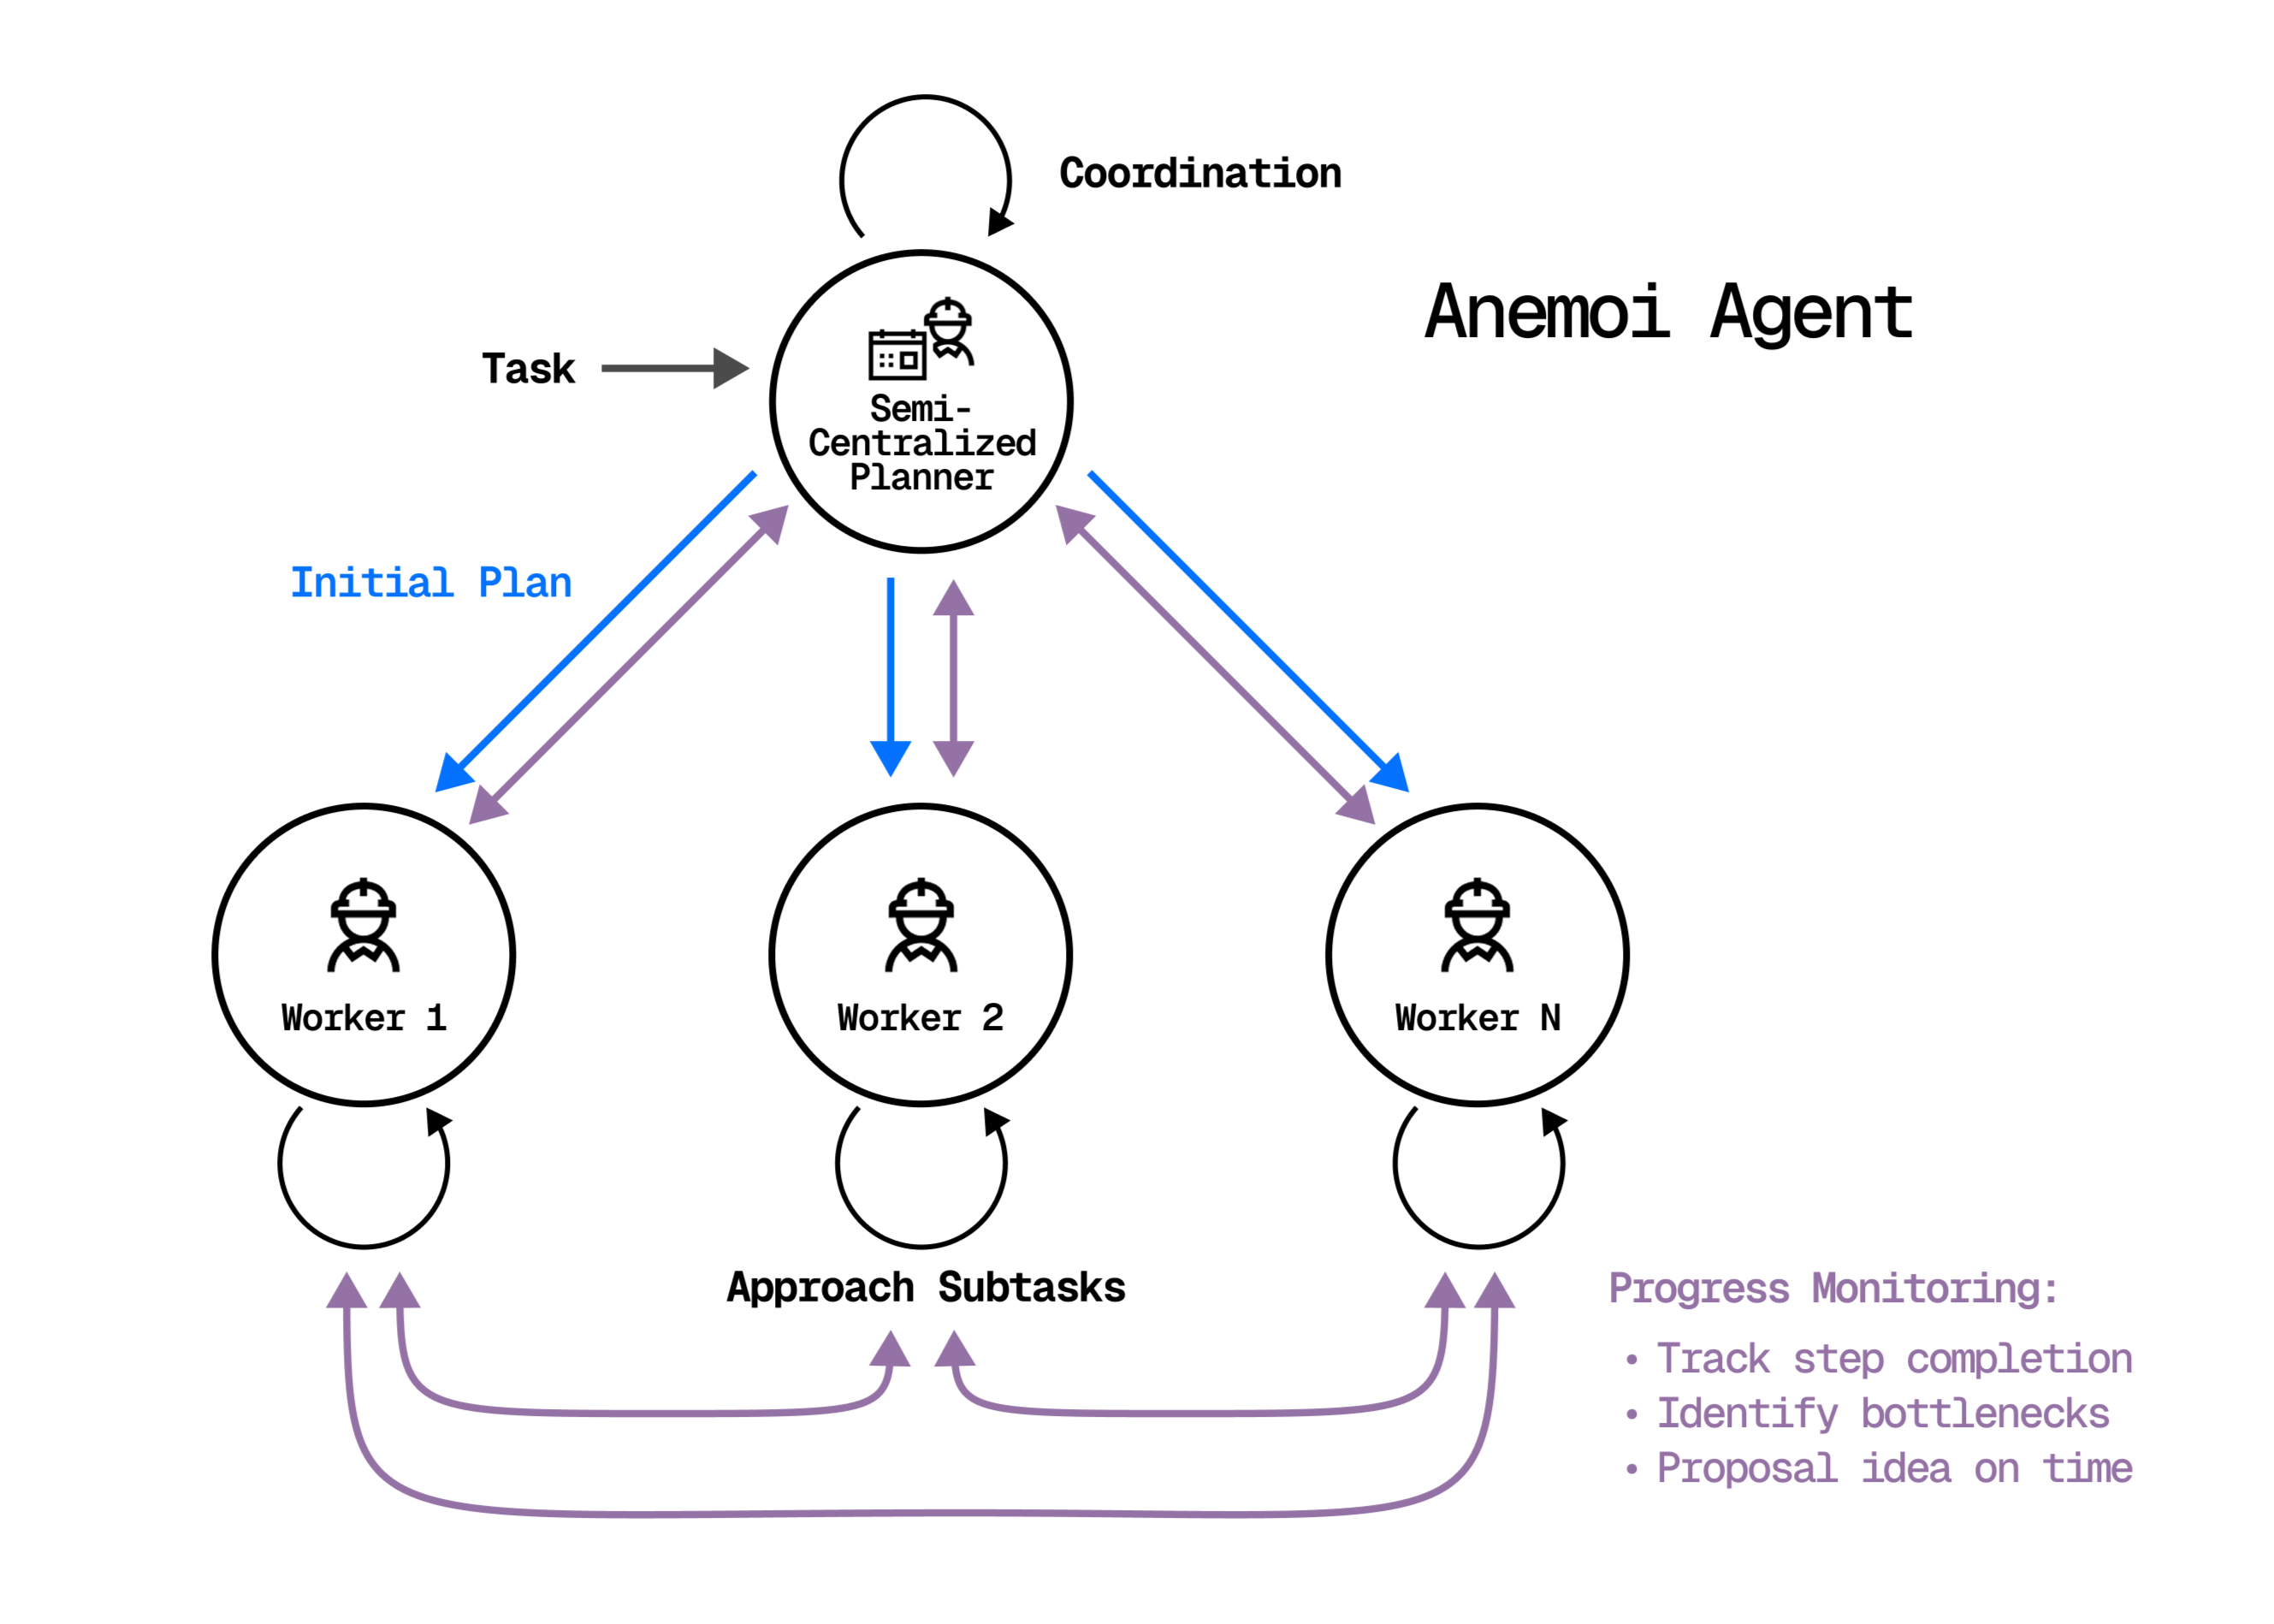 Coordination
Anemoi Agent
Task
Semi-
Centralized
Planner
Initial Plan
Worker 1
Worker 2
Worker N
Approach Subtasks
Progress Monitoring:
• Track step completion
• Identify bottlenecks
• Proposal idea on time